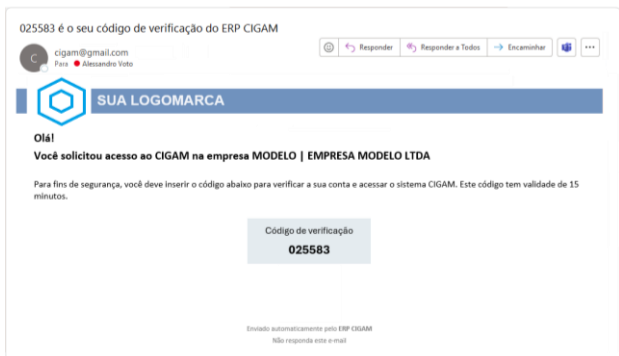 025583 é o seu código de verificação do ERP CIGAM
C
cigam@gmail.com
Para Alessandro Voto
Responder
Responder a Todos
Encaminhar
SUA LOGOMARCA
Olá!
Você solicitou acesso ao CIGAM na empresa MODELO | EMPRESA MODELO LTDA
Para fins de segurança, você deve inserir o código abaixo para verificar a sua conta e acessar o sistema CIGAM. Este código tem validade de 15
minutos.
Código de verificação
025583
Enviado automaticamente pelo ERP CIGAM
Não responda este e-mail